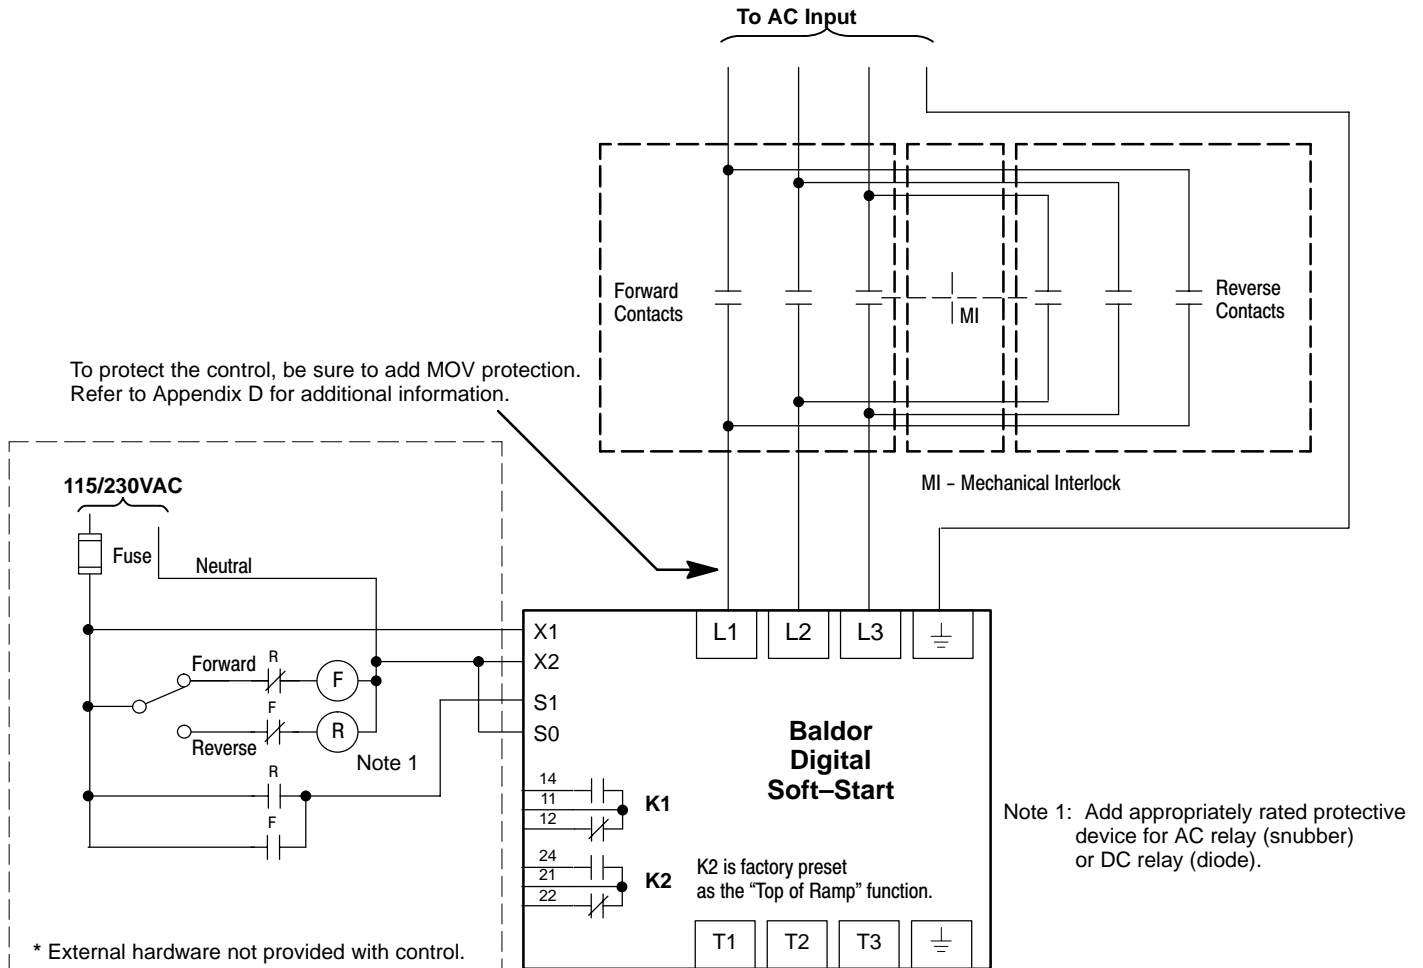 To AC Input
Forward
Contacts
MI
Reverse
Contacts
To protect the control, be sure to add MOV protection.
Refer to Appendix D for additional information.
MI - Mechanical Interlock
115/230VAC
Fuse
Neutral
Forward
R
F
F
Reverse
R
Note 1
R
F
* External hardware not provided with control.
X1
X2
S1
S0
L1
L2
L3
Baldor
Digital
Soft–Start
14
11
12
K1
24
21
22
K2
K2 is factory preset
as the “Top of Ramp” function.
T1
T2
T3
Note 1: Add appropriately rated protective
device for AC relay (snubber)
or DC relay (diode).